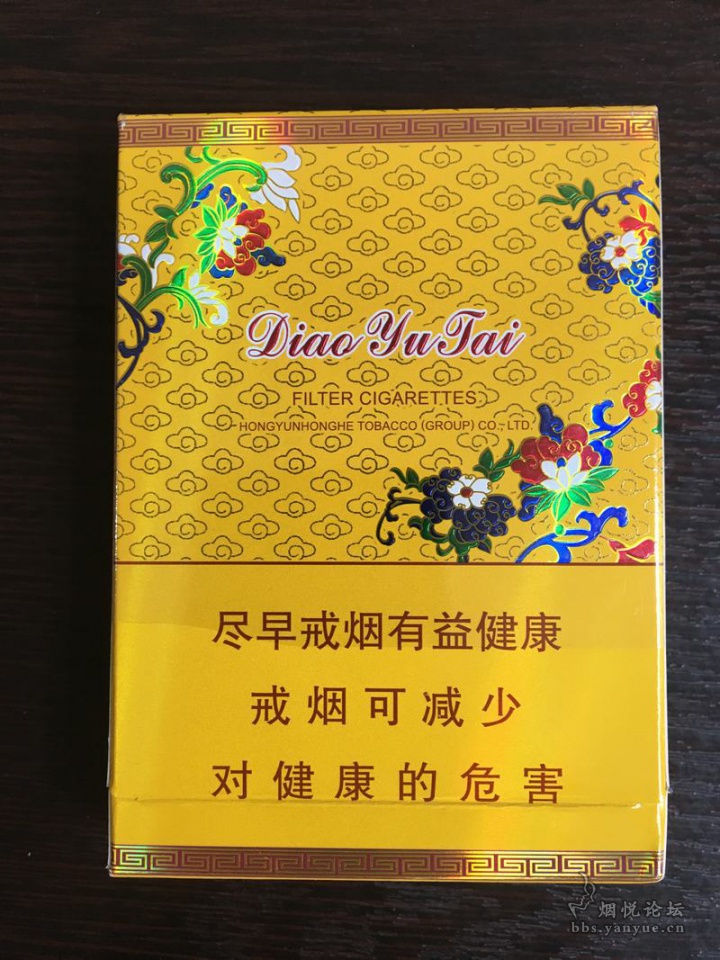 Diao Yu Tai
FILTER CIGARETTES
HONGYUNHONGHE TOBACCO (GROUP) CO., LTD.
尽早戒烟有益健康
戒烟可减少
对健康的危害
烟悦论坛
bbs.yanyue.cn